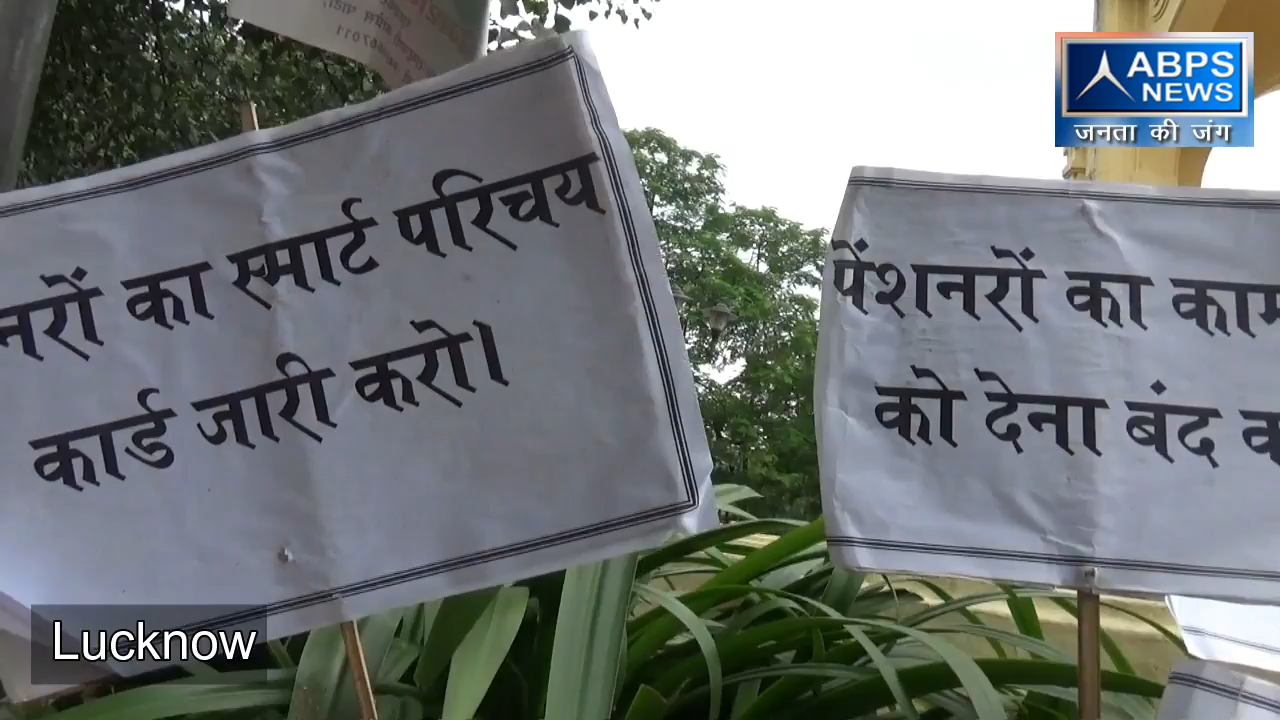 ABPS
NEWS
जनता की जंग
नरों का स्मार्ट परिचय
कार्ड जारी करो।
पेंशनरों का काम
को देना बंद क
Lucknow